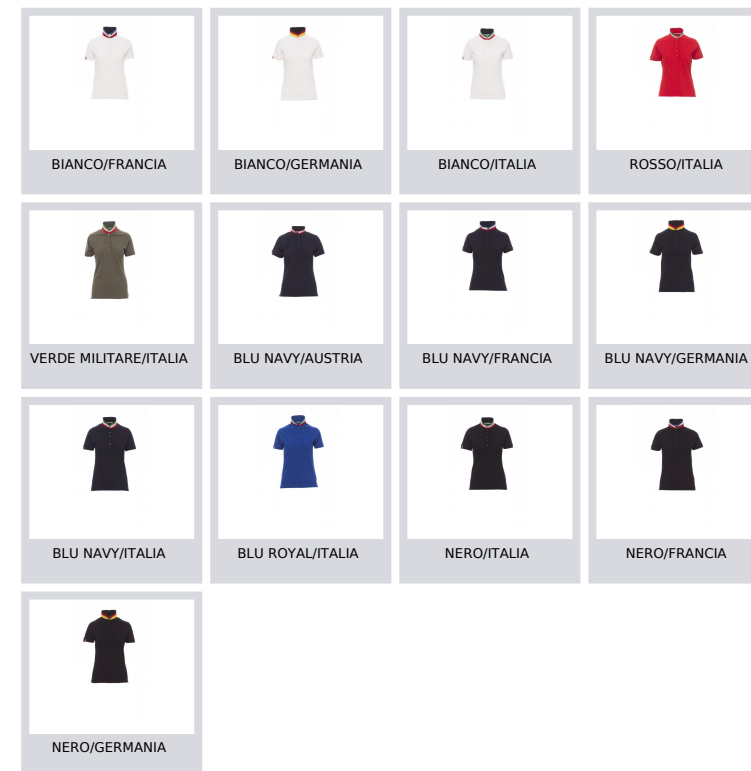 BIANCO/FRANCIA
BIANCO/GERMANIA
BIANCO/ITALIA
ROSSO/ITALIA
VERDE MILITARE/ITALIA
BLU NAVY/AUSTRIA
BLU NAVY/FRANCIA
BLU NAVY/GERMANIA
BLU NAVY/ITALIA
BLU ROYAL/ITALIA
NERO/ITALIA
NERO/FRANCIA
NERO/GERMANIA